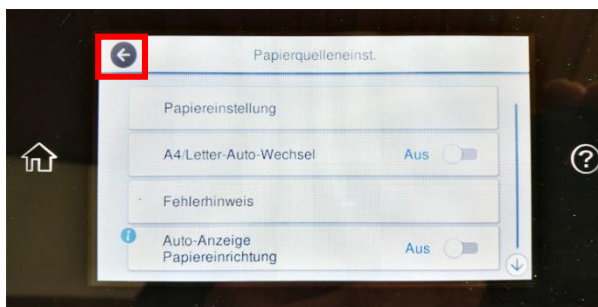 Papierquelleneinst.
Papiereinstellung
A4/Letter-Auto-Wechsel Aus
Fehlerhinweis
Auto-Anzeige
Papiereinrichtung Aus